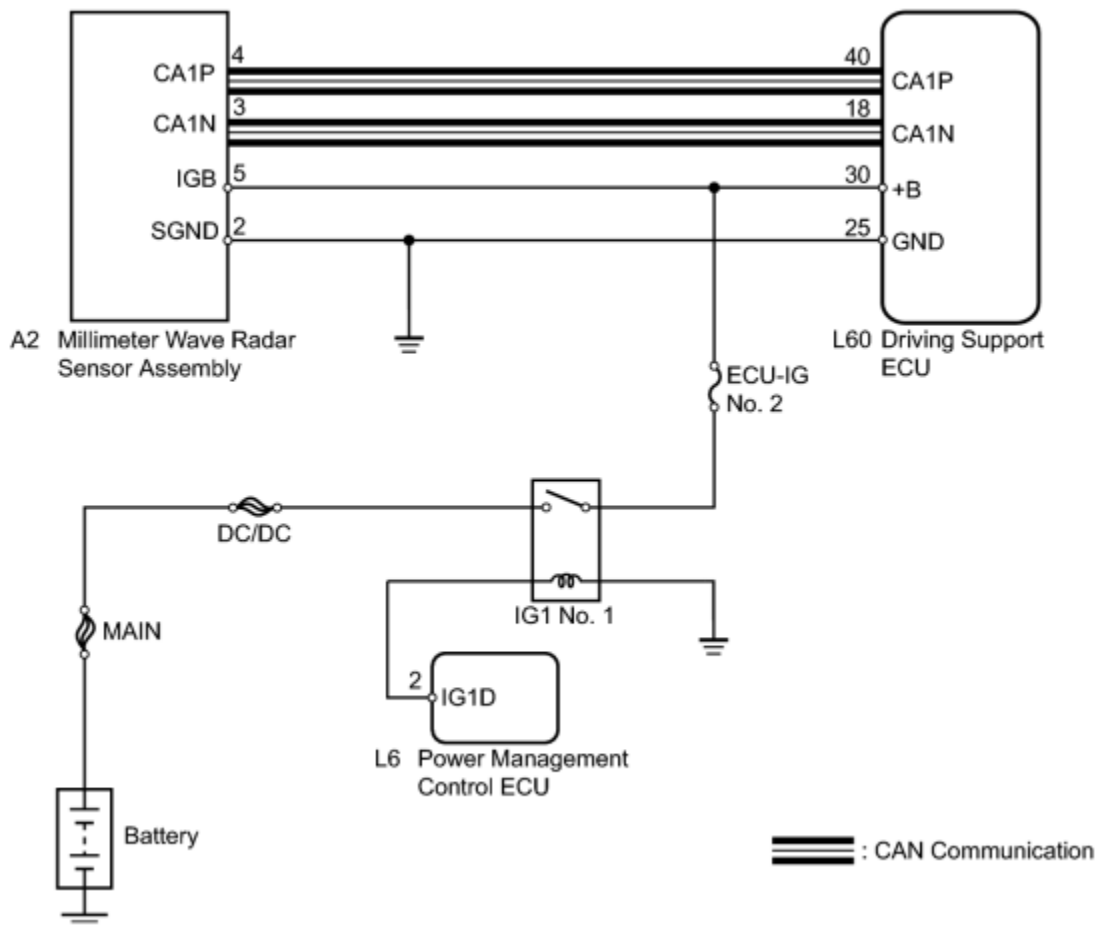 4
40
CA1P
CA1P
3
18
CA1N
CA1N
IGB
5
30
+B
SGND
2
25
GND
A2 Millimeter Wave Radar
Sensor Assembly
L60 Driving Support
ECU
ECU-IG
No. 2
DC/DC
IG1 No. 1
MAIN
2
IG1D
L6 Power Management
Control ECU
Battery
: CAN Communication